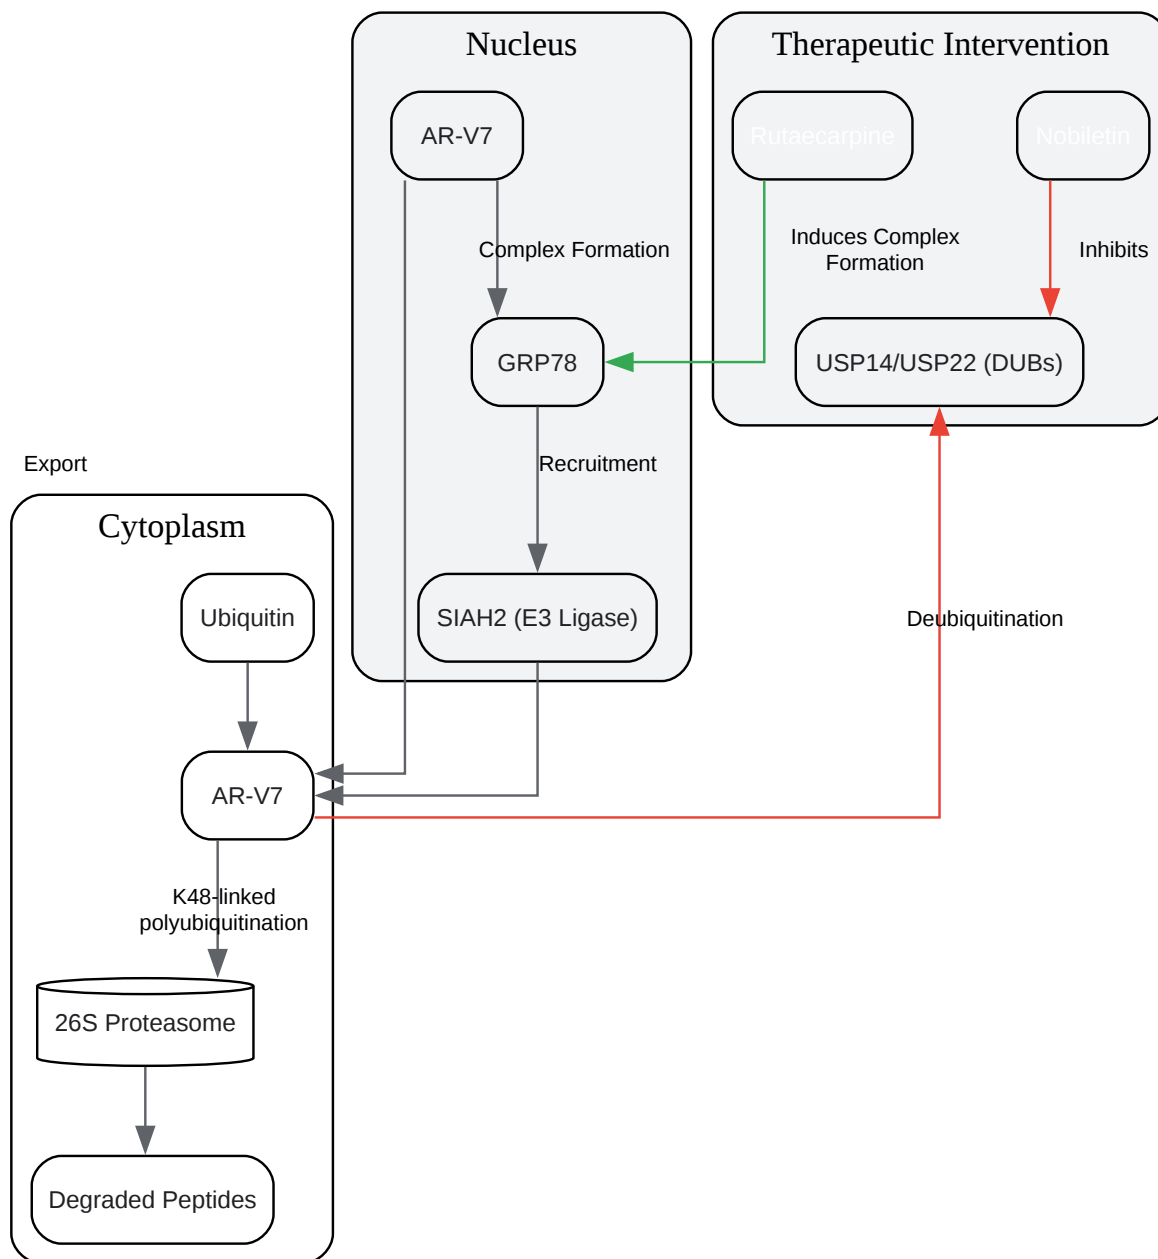 Nucleus
Therapeutic Intervention
AR-V7
Rutaecarpine
Nobiletin
Complex Formation
Induces Complex
Formation
Inhibits
GRP78
USP14/USP22 (DUBs)
Export
Recruitment
Cytoplasm
Ubiquitin
SIAH2 (E3 Ligase)
Deubiquitination
AR-V7
K48-linked
polyubiquitination
26S Proteasome
Degraded Peptides